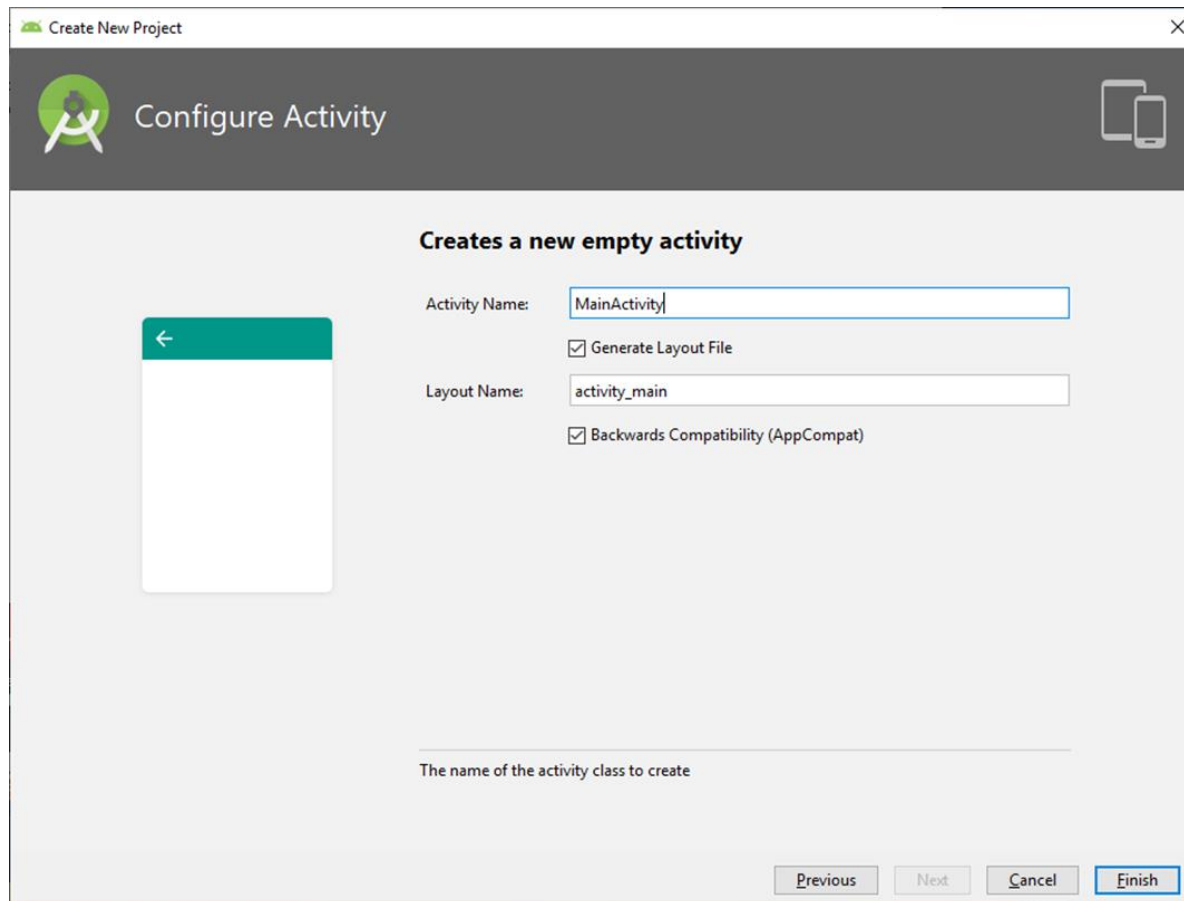 Create New Project
Configure Activity
Creates a new empty activity
Activity Name: MainActivity
Generate Layout File
Layout Name: activity_main
Backwards Compatibility (AppCompat)
The name of the activity class to create
Previous Next Cancel Finish